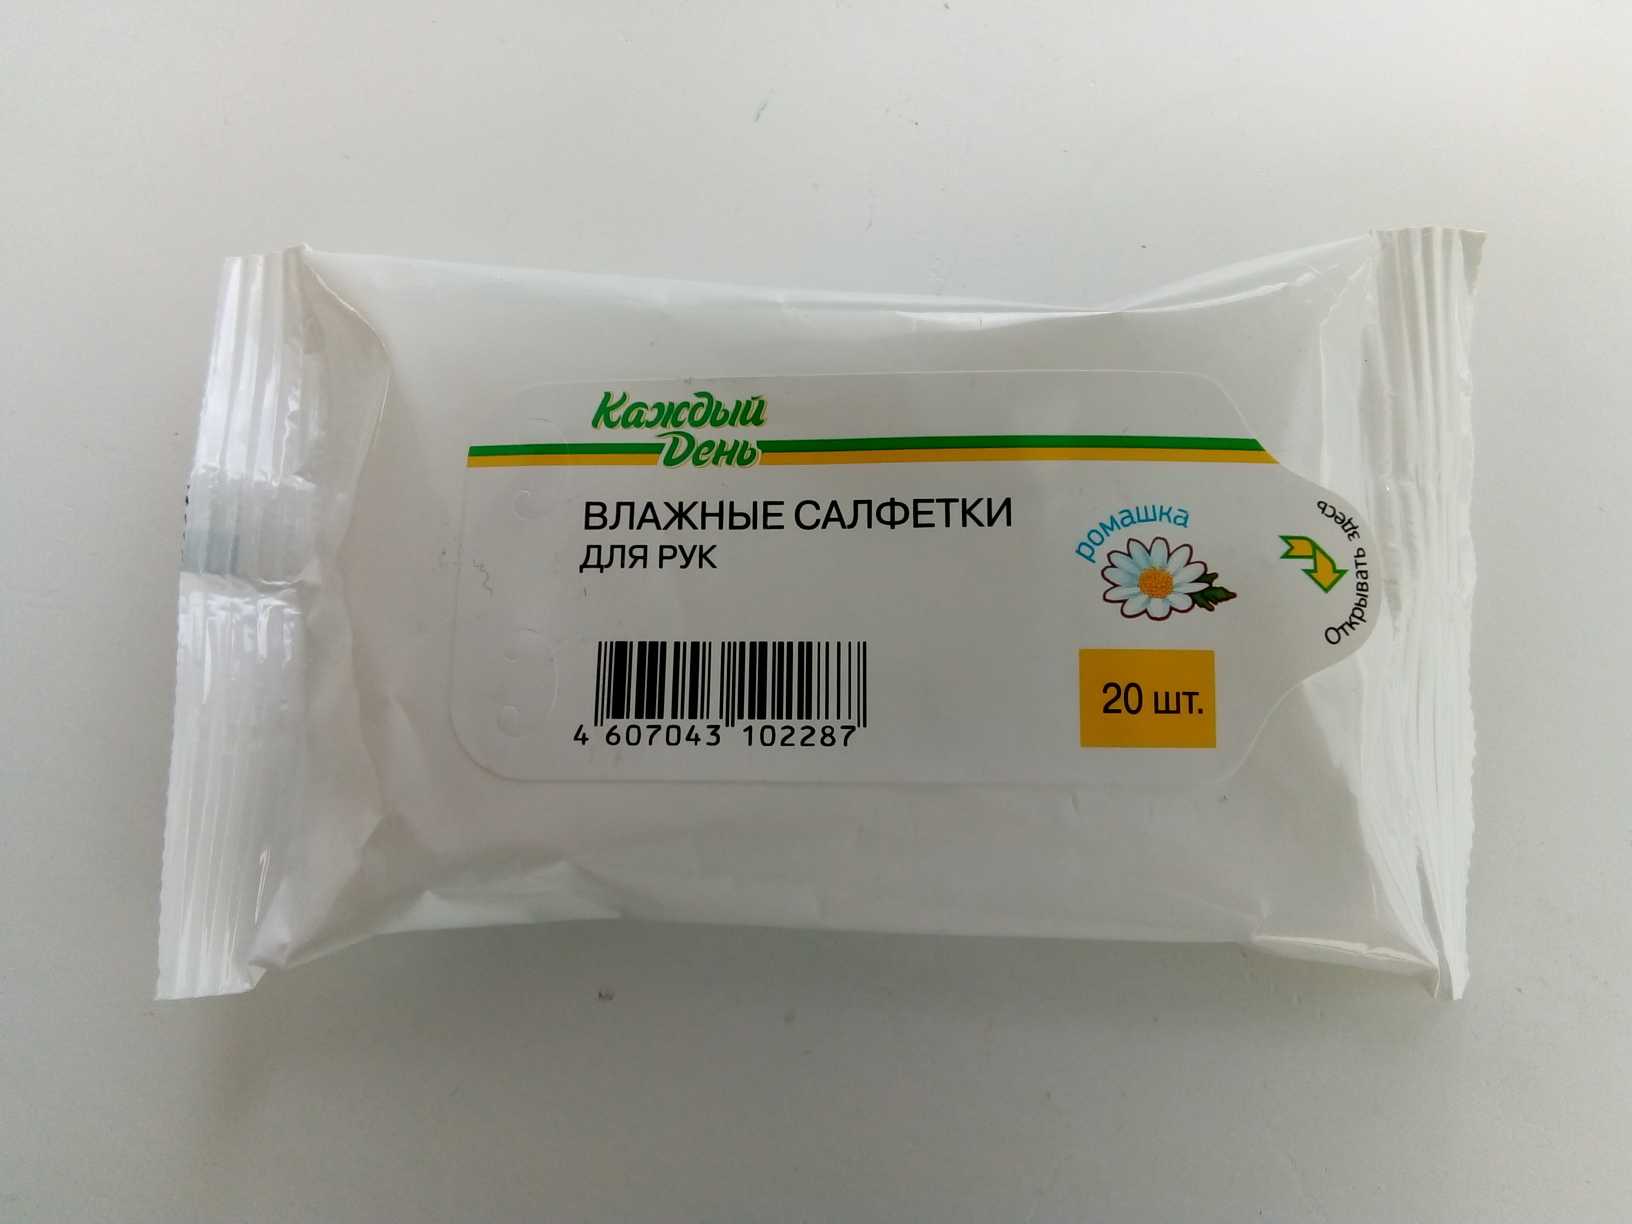 Каждый
День
ВЛАЖНЫЕ САЛФЕТКИ
ДЛЯ РУК
ромашка
Открывать здесь
20 шт.
4 607043 102287